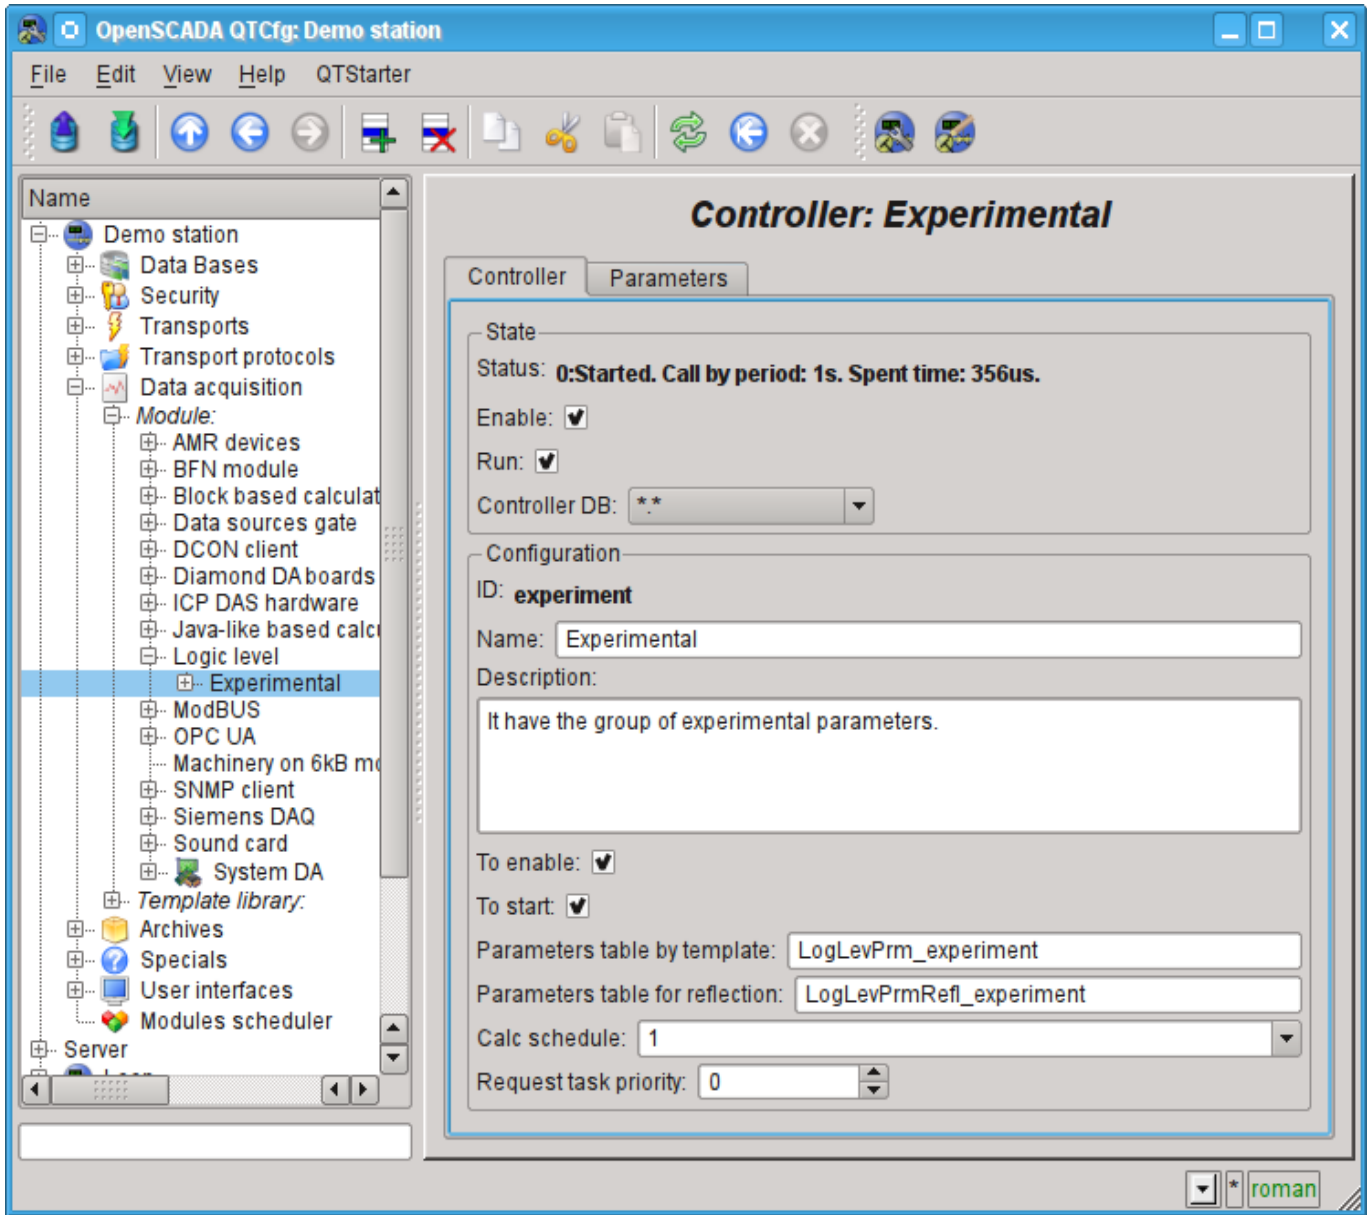 OpenSCADA QTCfg: Demo station
File Edit View Help QTStarter
Name
Demo station
Data Bases
Security
Transports
Transport protocols
Data acquisition
Module:
AMR devices
BFN module
Block based calculat
Data sources gate
DCON client
Diamond DA boards
ICP DAS hardware
Java-like based calcu
Logic level
Experimental
ModBUS
OPC UA
Machinery on 6kB mo
SNMP client
Siemens DAQ
Sound card
System DA
Template library:
Archives
Specials
User interfaces
Modules scheduler
Server
Controller: Experimental
Controller Parameters
State
Status: 0:Started. Call by period: 1s. Spent time: 356us.
Enable:
Run:
Controller DB: *.*
Configuration
ID: experiment
Name: Experimental
Description:
It have the group of experimental parameters.
To enable:
To start:
Parameters table by template: LogLevPrm_experiment
Parameters table for reflection: LogLevPrmRefl_experiment
Calc schedule: 1
Request task priority: 0
* roman